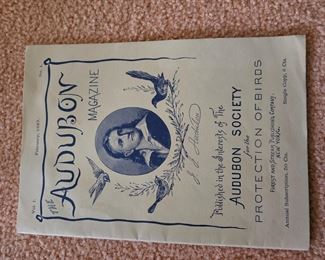 Vol. 1. February, 1887. No. 1.
THE AUDUBON
MAGAZINE
Published in the Interests of The
AUDUBON SOCIETY
for the
PROTECTION OF BIRDS
FOREST AND STREAM PUBLISHING COMPANY.
NEW YORK.
Annual Subscription, 50 Cts. Single Copy, 6 Cts.